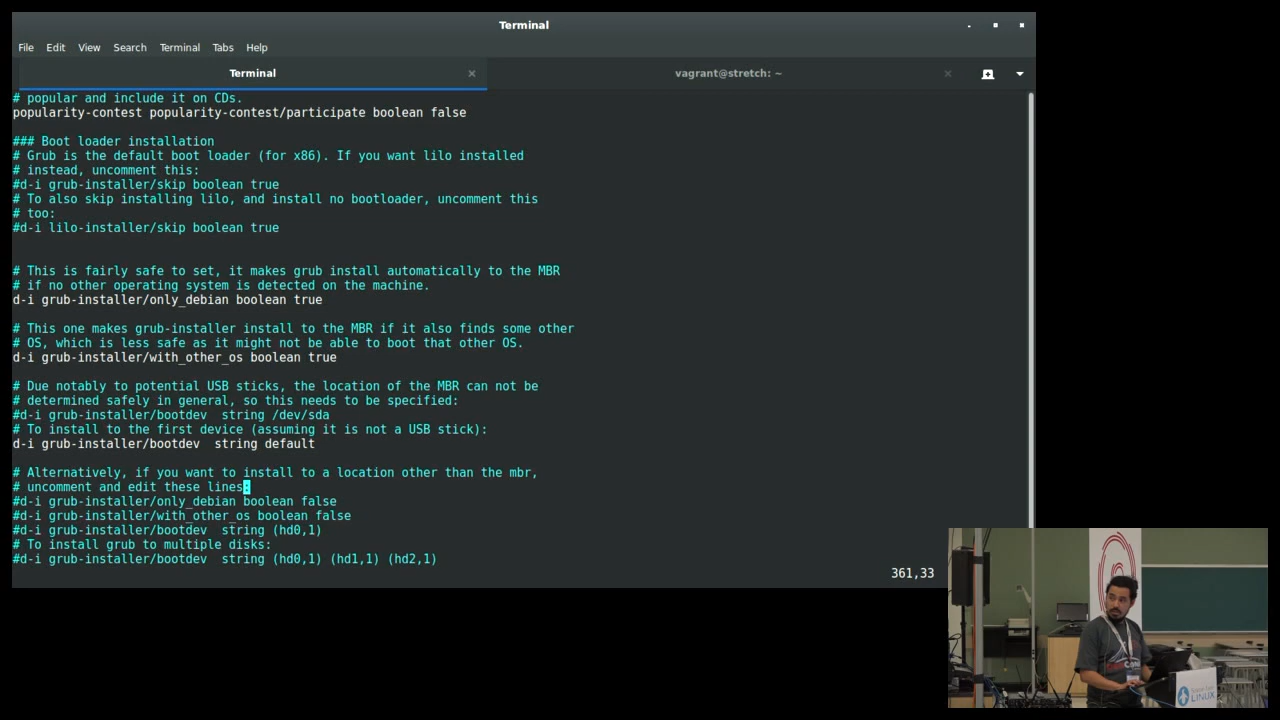 Terminal
File Edit View Search Terminal Tabs Help
Terminal
vagrant@stretch: ~
# popular and include it on CDs.
popularity-contest popularity-contest/participate boolean false
### Boot loader installation
# Grub is the default boot loader (for x86). If you want lilo installed
# instead, uncomment this:
#d-i grub-installer/skip boolean true
# To also skip installing lilo, and install no bootloader, uncomment this
# too:
#d-i lilo-installer/skip boolean true
# This is fairly safe to set, it makes grub install automatically to the MBR
# if no other operating system is detected on the machine.
d-i grub-installer/only_debian boolean true
# This one makes grub-installer install to the MBR if it also finds some other
# OS, which is less safe as it might not be able to boot that other OS.
d-i grub-installer/with_other_os boolean true
# Due notably to potential USB sticks, the location of the MBR can not be
# determined safely in general, so this needs to be specified:
#d-i grub-installer/bootdev  string /dev/sda
# To install to the first device (assuming it is not a USB stick):
d-i grub-installer/bootdev  string default
# Alternatively, if you want to install to a location other than the mbr,
# uncomment and edit these lines:
#d-i grub-installer/only_debian boolean false
#d-i grub-installer/with_other_os boolean false
#d-i grub-installer/bootdev  string (hd0,1)
# To install grub to multiple disks:
#d-i grub-installer/bootdev  string (hd0,1) (hd1,1) (hd2,1)
361,33
LINUX